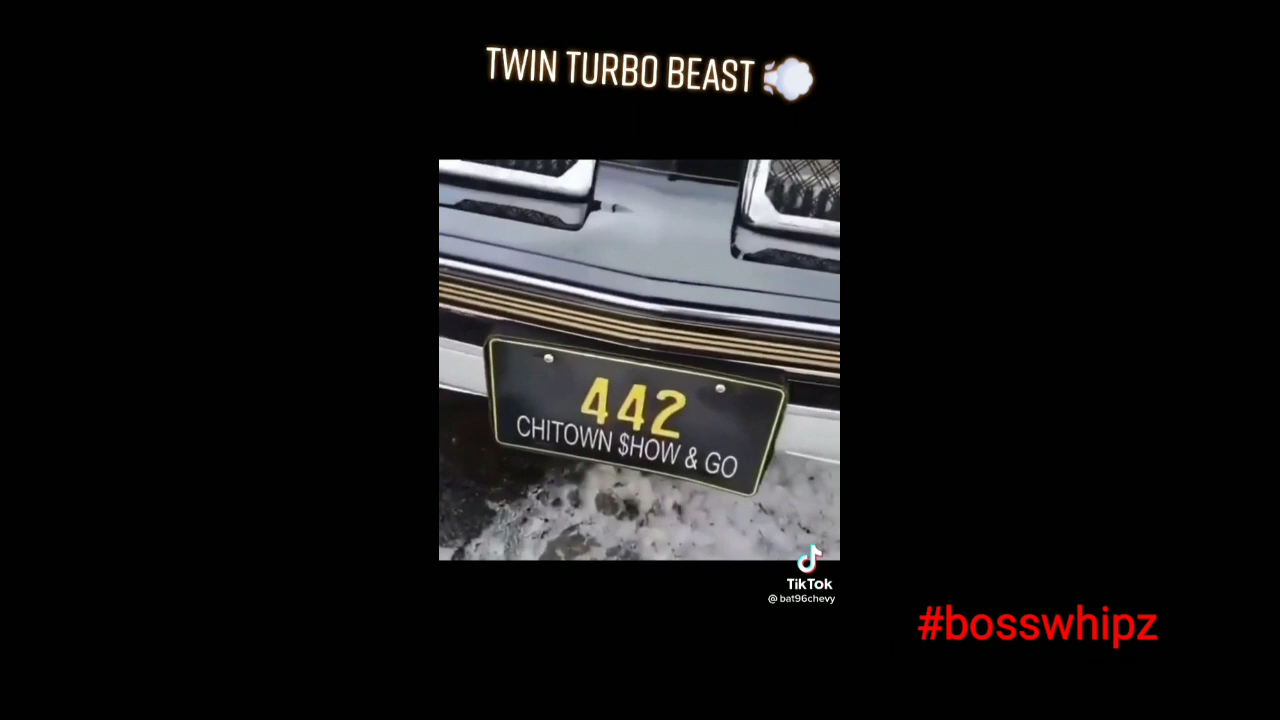 TWIN TURBO BEAST
442
CHITOWN $HOW & GO
TikTok
@bat96chevy
#bosswhipz